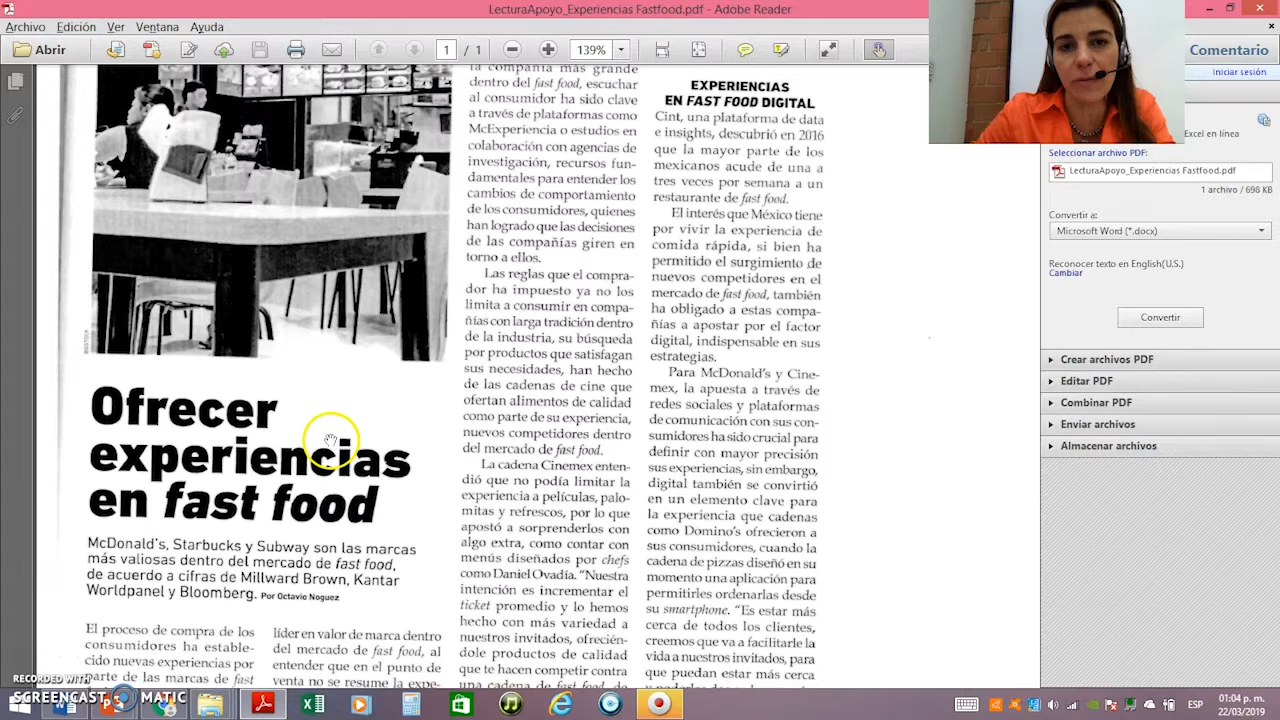 LecturaApoyo_Experiencias Fastfood.pdf - Adobe Reader
Archivo Edición Ver Ventana Ayuda
Abrir
1 / 1
139%
Comentario
Iniciar sesión
Excel en línea
Seleccionar archivo PDF:
LecturaApoyo_Experiencias Fastfood.pdf
1 archivo / 698 KB
Convertir a:
Microsoft Word (*.docx)
Reconocer texto en English(U.S.)
Cambiar
Convertir
Crear archivos PDF
Editar PDF
Combinar PDF
Enviar archivos
Almacenar archivos
Ofrecer
experiencias
en fast food
McDonald's, Starbucks y Subway son las marcas
más valiosas dentro del mercado de fast food,
de acuerdo a cifras de Millward Brown, Kantar
Worldpanel y Bloomberg. Por Octavio Noguez
El proceso de compra de los
consumidores ha estable-
cido nuevas experiencias por
parte de las marcas de fast
líder en valor de marca dentro
del mercado de fast food, al
entender que en el punto de
venta no se resume la expe-
la compañía más grande
dentro del fast food, escuchar
al consumidor ha sido clave
a través de plataformas como
McExperiencia o estudios en
colaboración con agencias de
investigación, recursos fun-
damentales para entender los
cambios de comportamiento
de los consumidores, quienes
han logrado que las decisiones
de las compañías giren en
torno a ellos.
Las reglas que el compra-
dor ha impuesto ya no los
limita a consumir en compa-
ñías con larga tradición dentro
de la industria, su búsqueda
por productos que satisfagan
sus necesidades, han hecho
de las cadenas de cine que
ofertan alimentos de calidad
como parte de su experiencia,
nuevos competidores dentro
del mercado de fast food.
La cadena Cinemex enten-
dió que no podía limitar la
experiencia a películas, palo-
mitas y refrescos, por lo que
apostó a sorprenderlos con
algo extra, como contar con
menús diseñados por chefs
como Daniel Ovadía. "Nuestra
intención es incrementar el
ticket promedio y lo hemos
hecho con más variedad a
nuestros invitados, ofrecién-
dole productos de calidad
que te hacen competir contra
una cadena de fast food de
EXPERIENCIAS
EN FAST FOOD DIGITAL
Cint, una plataforma de data
e insights, descubrió en 2016
que la mayor parte de los
mexicanos acude de una a
tres veces por semana a un
restaurante de fast food.
El interés que México tiene
por vivir la experiencia de
comida rápida, si bien ha
permitido el surgimiento de
nuevos competidores en el
mercado de fast food, también
ha obligado a estas compa-
ñías a apostar por el factor
digital, indispensable en sus
estrategias.
Para McDonald's y Cine-
mex, la apuesta a través de
redes sociales y plataformas
de comunicación con sus con-
sumidores ha sido crucial para
definir con mayor precisión
sus experiencias, sin embargo,
digital también se convirtió
en un elemento clave para
la experiencia que cadenas
como Domino's ofrecieron a
sus consumidores, cuando la
cadena de pizzas diseñó en su
momento una aplicación para
permitirles ordenarlas desde
su smartphone. "Es estar más
cerca de todos los clientes,
creemos que va a facilitarle la
vida a nuestros invitados, para
que puedan estar más cerca
RECORDED WITH
SCREENCAST MATIC
ESP
01:04 p. m.
22/03/2019